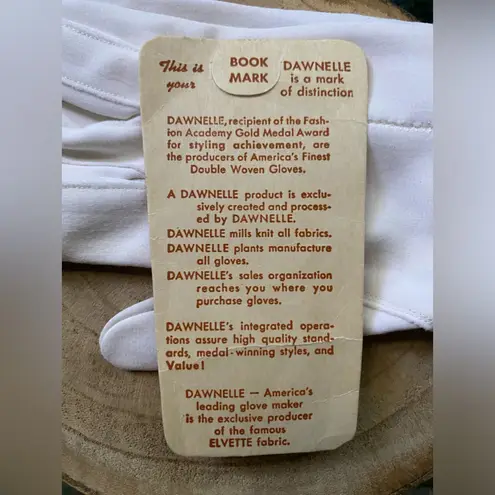 This is your
BOOK MARK
DAWNELLE
is a mark
of distinction
DAWNELLE, recipient of the Fash-
ion Academy Gold Medal Award
for styling achievement, are
the producers of America's Finest
Double Woven Gloves.
A DAWNELLE product is exclu-
sively created and process-
ed by DAWNELLE.
DAWNELLE mills knit all fabrics.
DAWNELLE plants manufacture
all gloves.
DAWNELLE's sales organization
reaches you where you
purchase gloves.
DAWNELLE's integrated opera-
tions assure high quality stand-
ards, medal-winning styles, and
Value!
DAWNELLE — America's
leading glove maker
is the exclusive producer
of the famous
ELVETTE fabric.